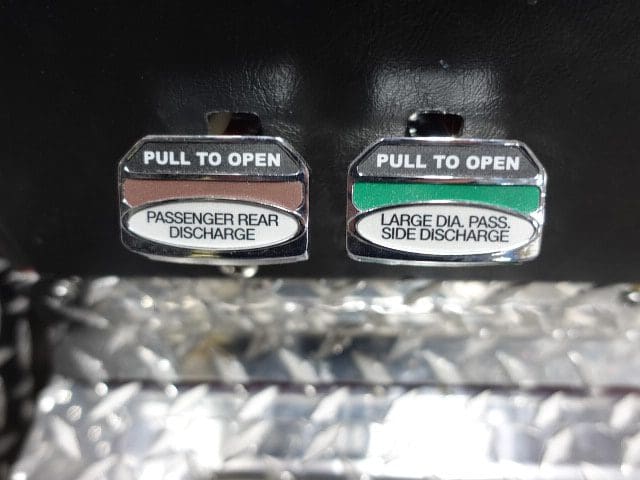 PULL TO OPEN
PASSENGER REAR
DISCHARGE
PULL TO OPEN
LARGE DIA. PASS.
SIDE DISCHARGE